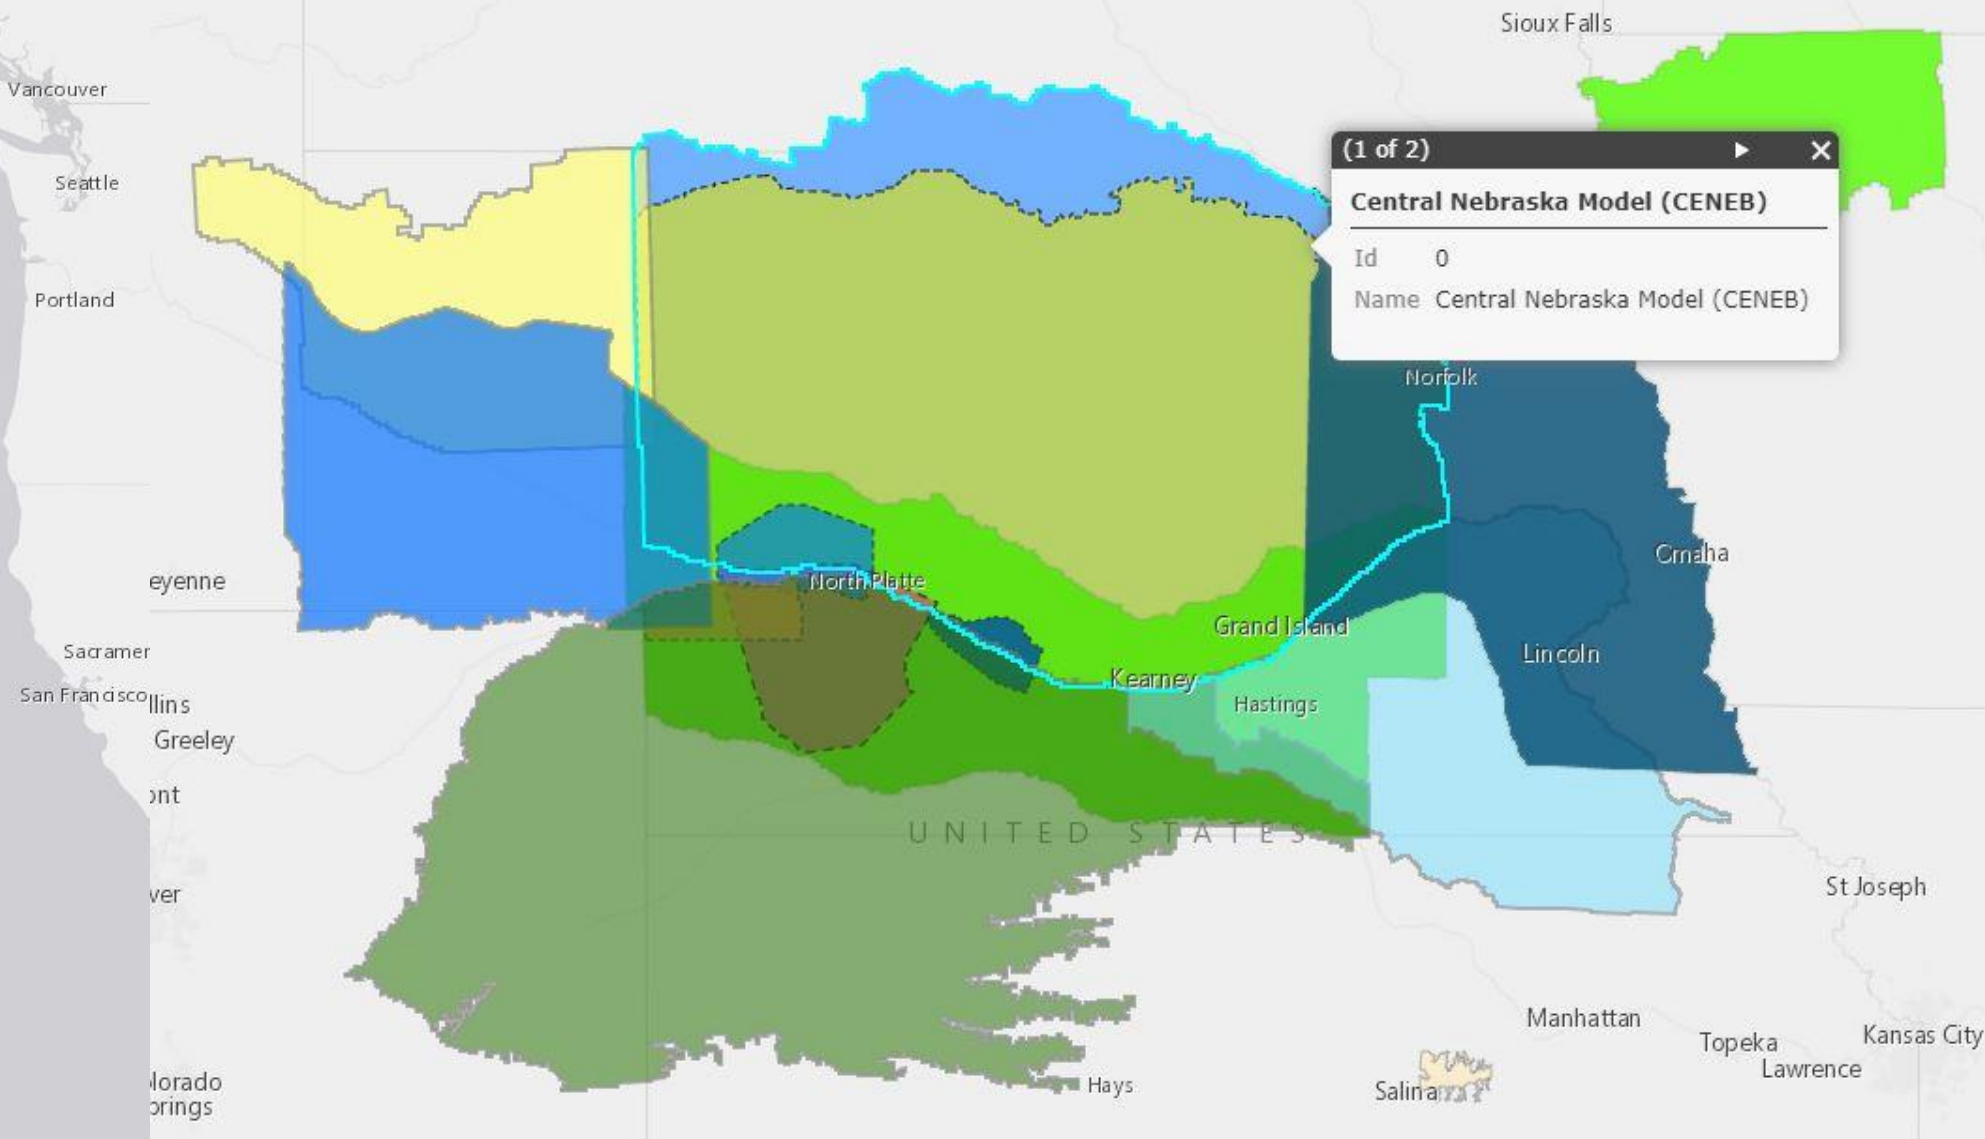 Sioux Falls
Vancouver
(1 of 2)
Seattle
Central Nebraska Model (CENEB)
Id 0
Name Central Nebraska Model (CENEB)
Portland
Norfolk
Omaha
eyenne
North Platte
Grand Island
Sacramer
Lincoln
Kearney
San Francisco
llins
Hastings
Greeley
ont
UNITED STATES
ver
St Joseph
Manhattan
Topeka
Kansas City
Lawrence
lorado
Hays
Salina
prings